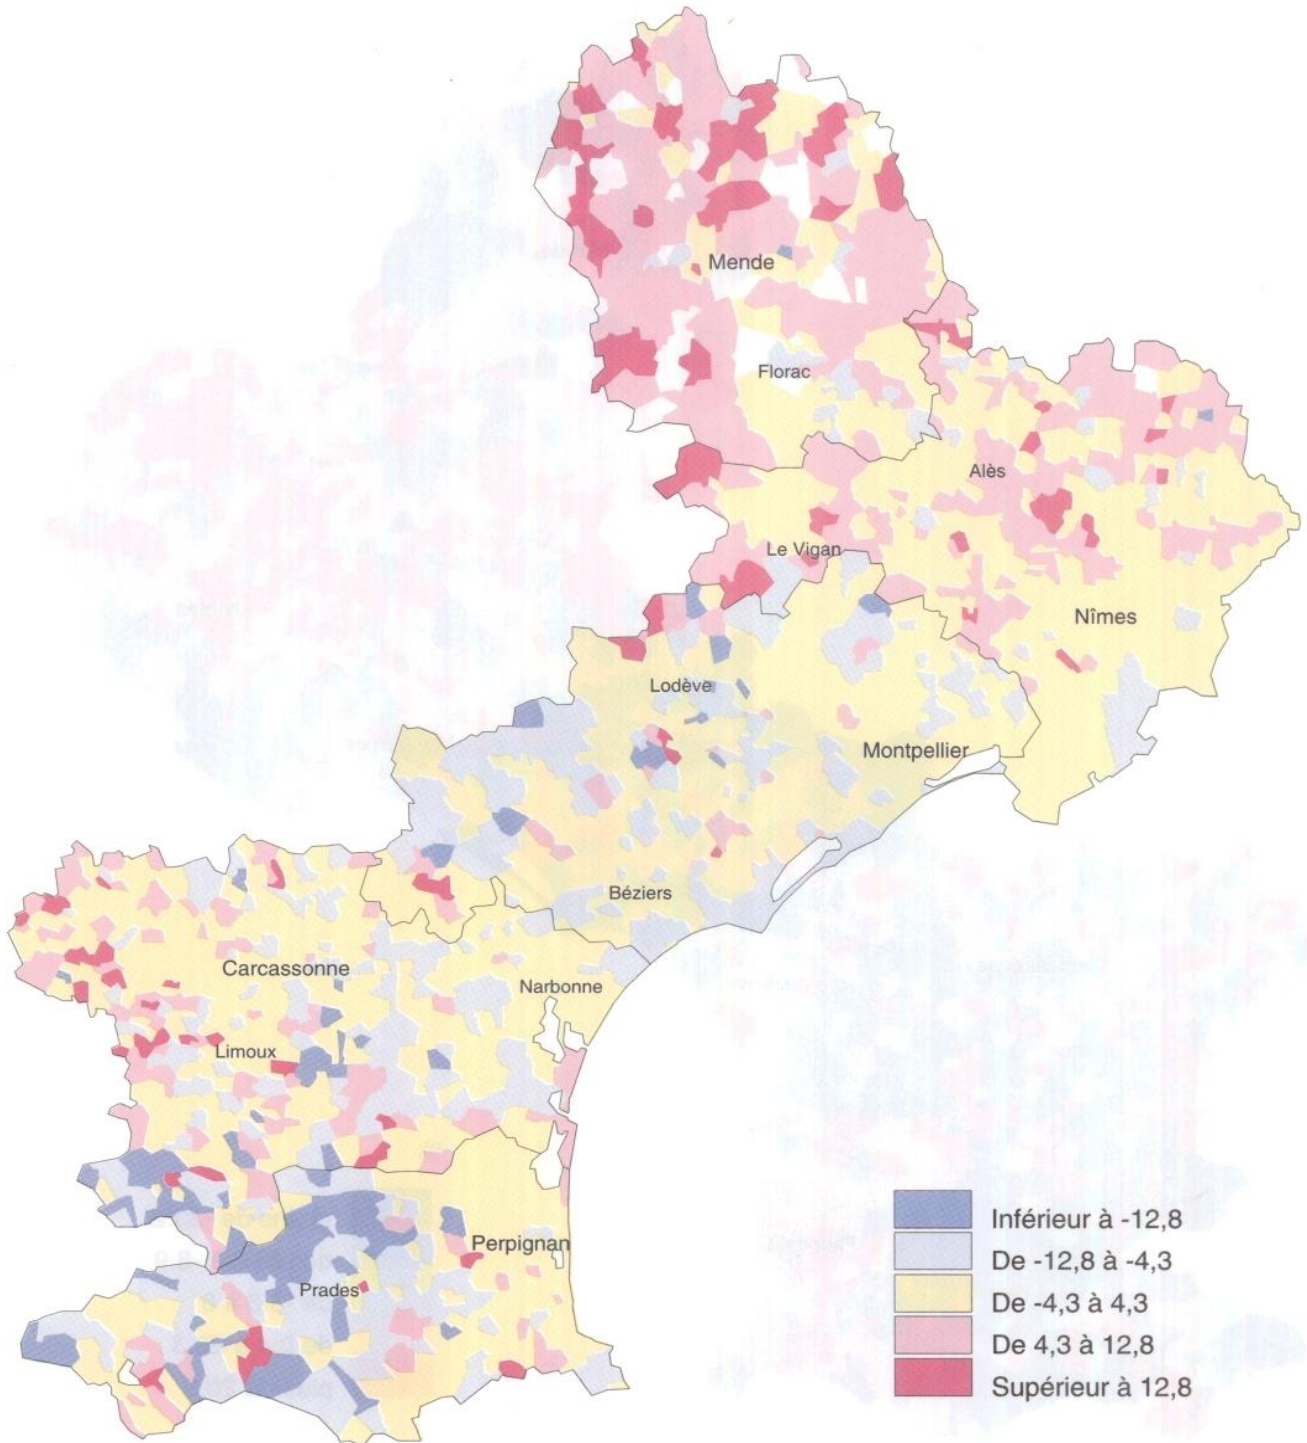 Mende
Florac
Alès
Le Vigan
Nîmes
Lodève
Montpellier
Béziers
Carcassonne
Narbonne
Limoux
Perpignan
Prades
Inférieur à -12,8
De -12,8 à -4,3
De -4,3 à 4,3
De 4,3 à 12,8
Supérieur à 12,8